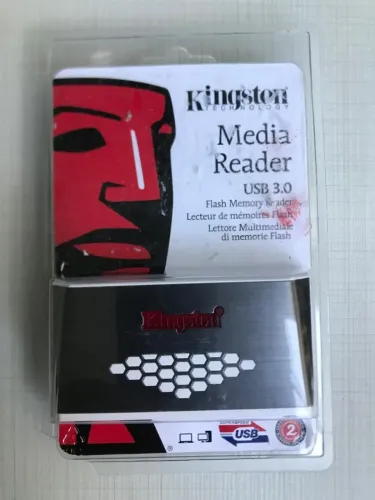 Kingston
TECHNOLOGY
Media
Reader
USB 3.0
Flash Memory Reader
Lecteur de mémoires Flash
Lettore Multimediale
di memorie Flash
Kingston
USB
2